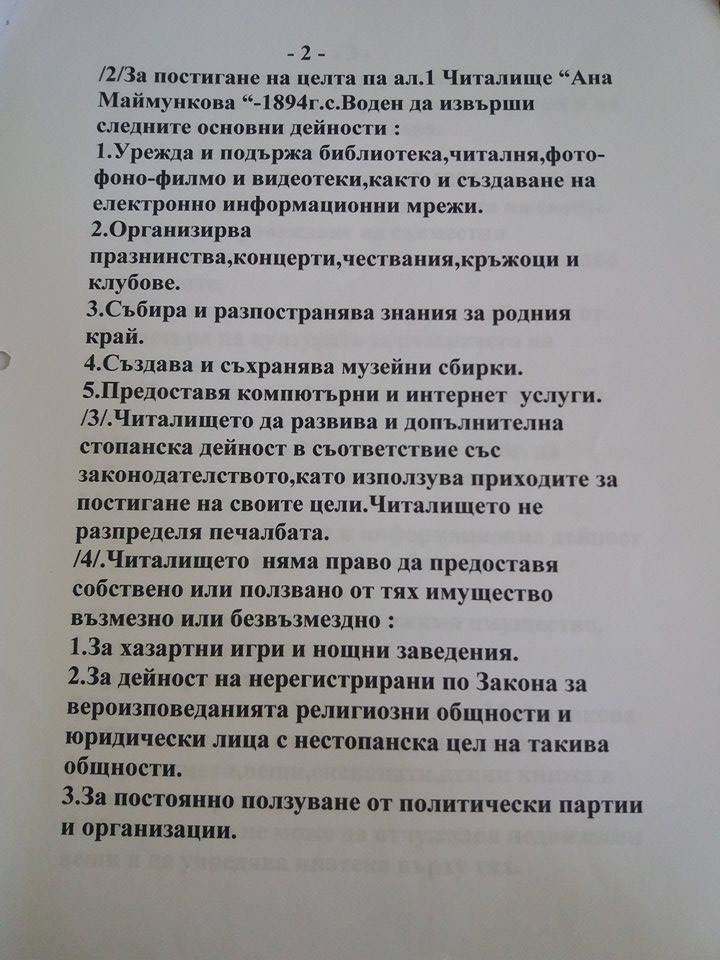 - 2 -
/2/За постигане на целта па ал.1 Читалище “Ана
Маймункова “-1894г.с.Воден да извърши
следните основни дейности :
1.Урежда и подържа библиотека,читалня,фото-
фоно-филмо и видеотеки,както и създаване на
електронно информационни мрежи.
2.Организирва
празнинства,концерти,чествания,кръжоци и
клубове.
3.Събира и разпостранява знания за родния
край.
4.Създава и съхранява музейни сбирки.
5.Предоставя компютърни и интернет услуги.
/3/.Читалището да развива и допълнителна
стопанска дейност в съответствие със
законодателството,като използува приходите за
постигане на своите цели.Читалището не
разпределя печалбата.
/4/.Читалището няма право да предоставя
собствено или ползвано от тях имущество
възмезно или безвъзмездно :
1.За хазартни игри и нощни заведения.
2.За дейност на нерегистрирани по Закона за
вероизповеданията религиозни общности и
юридически лица с нестопанска цел на такива
общности.
3.За постоянно ползуване от политически партии
и организации.